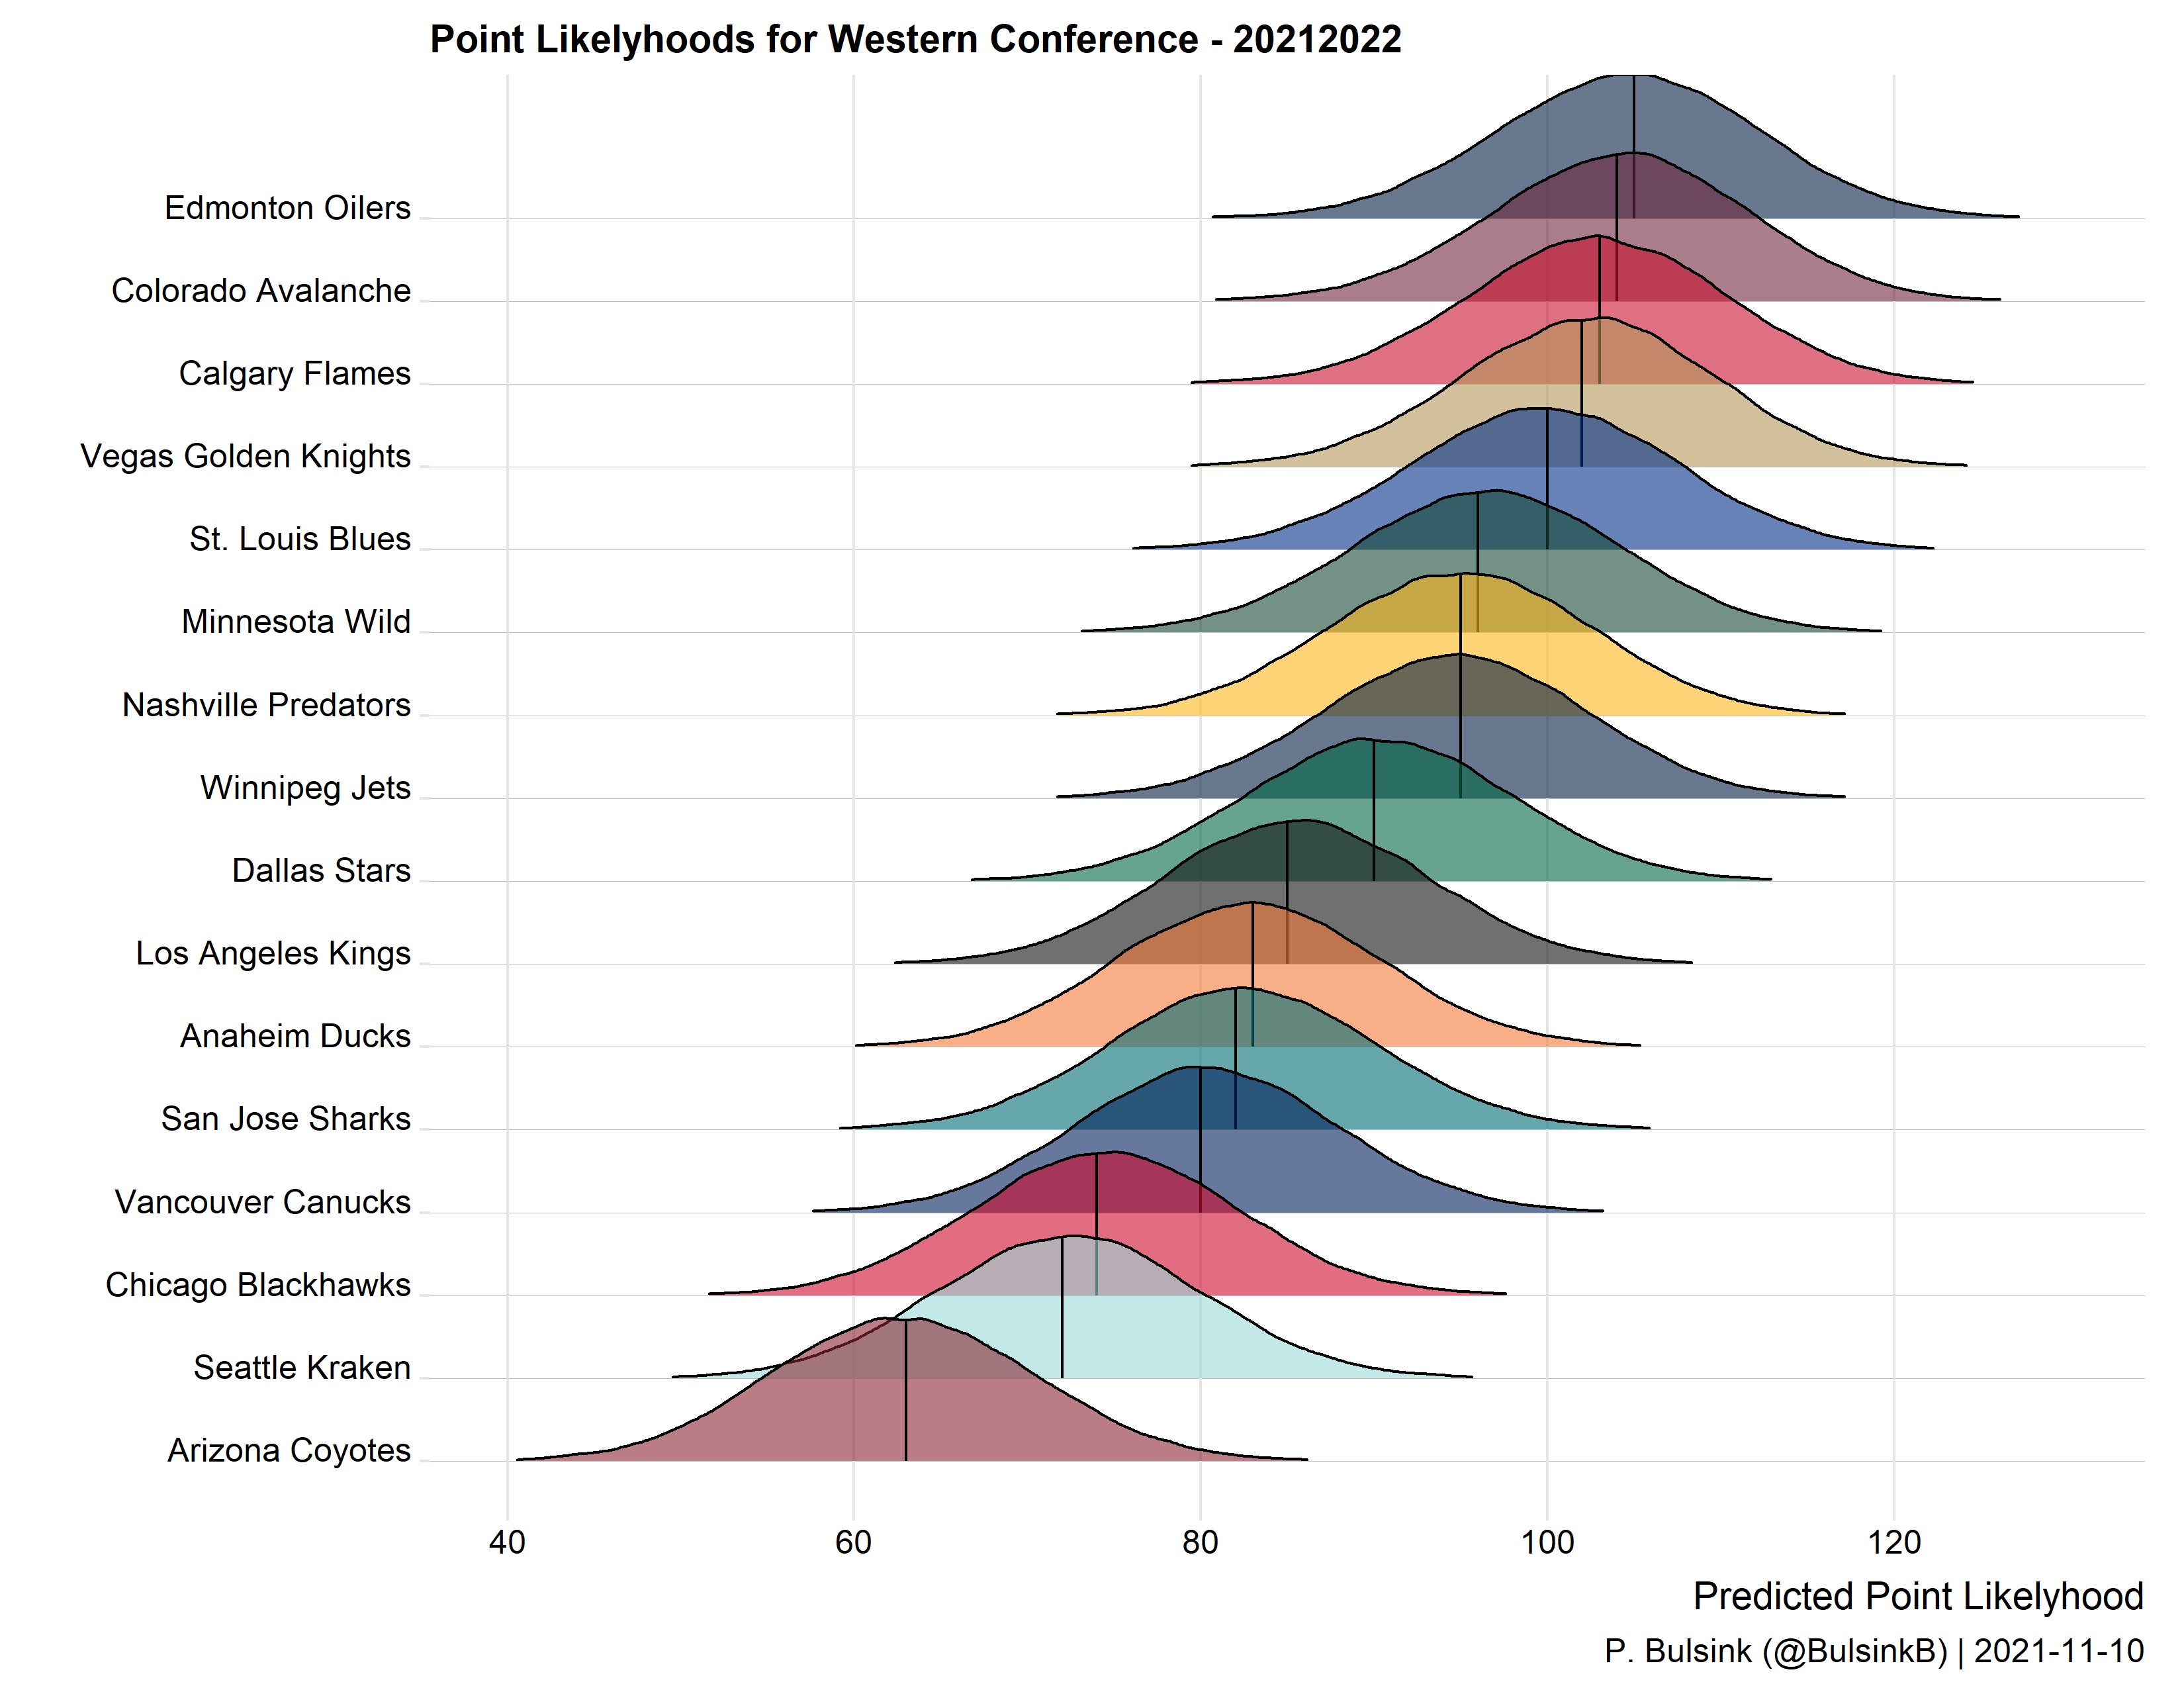 Point Likelyhoods for Western Conference - 20212022
Edmonton Oilers
Colorado Avalanche
Calgary Flames
Vegas Golden Knights
St. Louis Blues
Minnesota Wild
Nashville Predators
Winnipeg Jets
Dallas Stars
Los Angeles Kings
Anaheim Ducks
San Jose Sharks
Vancouver Canucks
Chicago Blackhawks
Seattle Kraken
Arizona Coyotes
40 60 80 100 120
Predicted Point Likelyhood
P. Bulsink (@BulsinkB) | 2021-11-10